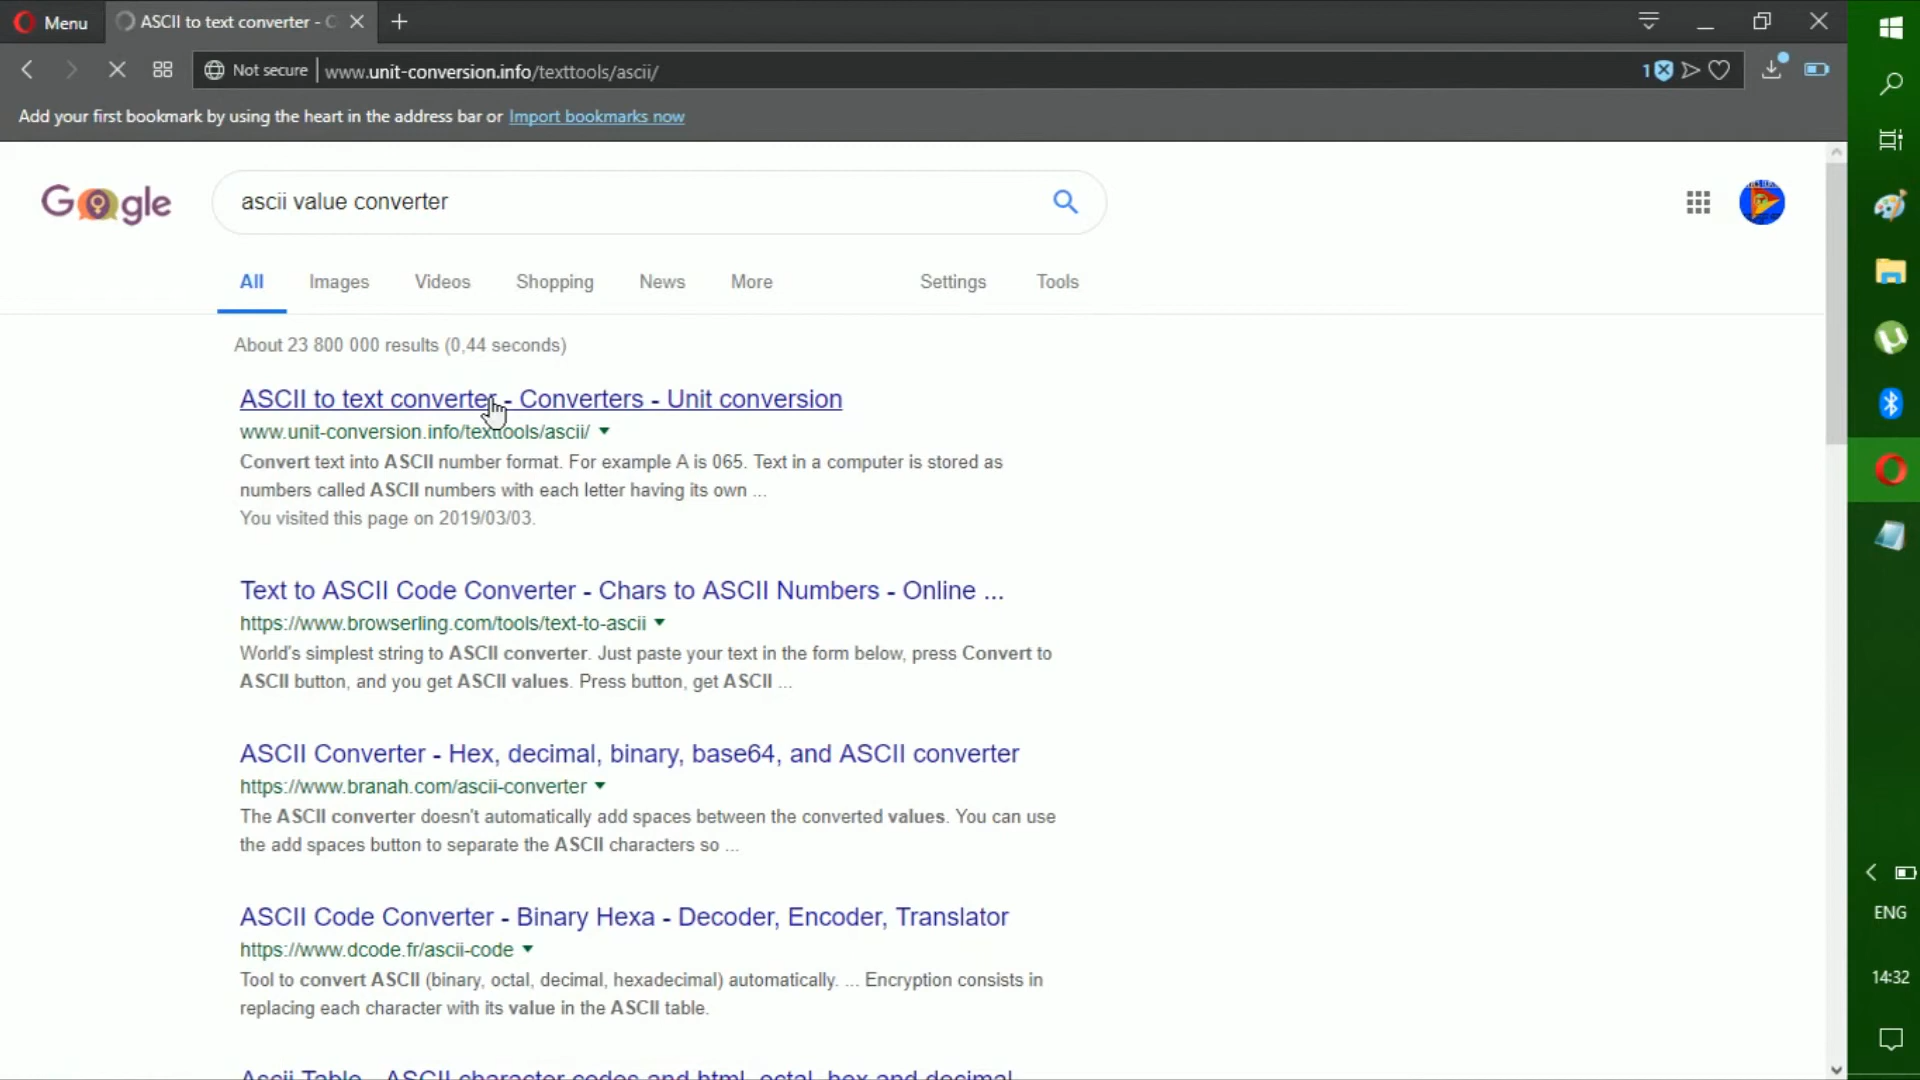 Menu
ASCII to text converter - C
Not secure
www.unit-conversion.info/texttools/ascii/
1
Add your first bookmark by using the heart in the address bar or Import bookmarks now
Google
ascii value converter
All Images Videos Shopping News More Settings Tools
About 23 800 000 results (0,44 seconds)
ASCII to text converter - Converters - Unit conversion
www.unit-conversion.info/texttools/ascii/
Convert text into ASCII number format. For example A is 065. Text in a computer is stored as
numbers called ASCII numbers with each letter having its own ...
You visited this page on 2019/03/03.
Text to ASCII Code Converter - Chars to ASCII Numbers - Online ...
https://www.browserling.com/tools/text-to-ascii
World's simplest string to ASCII converter. Just paste your text in the form below, press Convert to
ASCII button, and you get ASCII values. Press button, get ASCII ...
ASCII Converter - Hex, decimal, binary, base64, and ASCII converter
https://www.branah.com/ascii-converter
The ASCII converter doesn't automatically add spaces between the converted values. You can use
the add spaces button to separate the ASCII characters so ...
ASCII Code Converter - Binary Hexa - Decoder, Encoder, Translator
https://www.dcode.fr/ascii-code
Tool to convert ASCII (binary, octal, decimal, hexadecimal) automatically. ... Encryption consists in
replacing each character with its value in the ASCII table.
Ascii Table - ASCII character codes and html, octal, hex and decimal
ENG
14:32